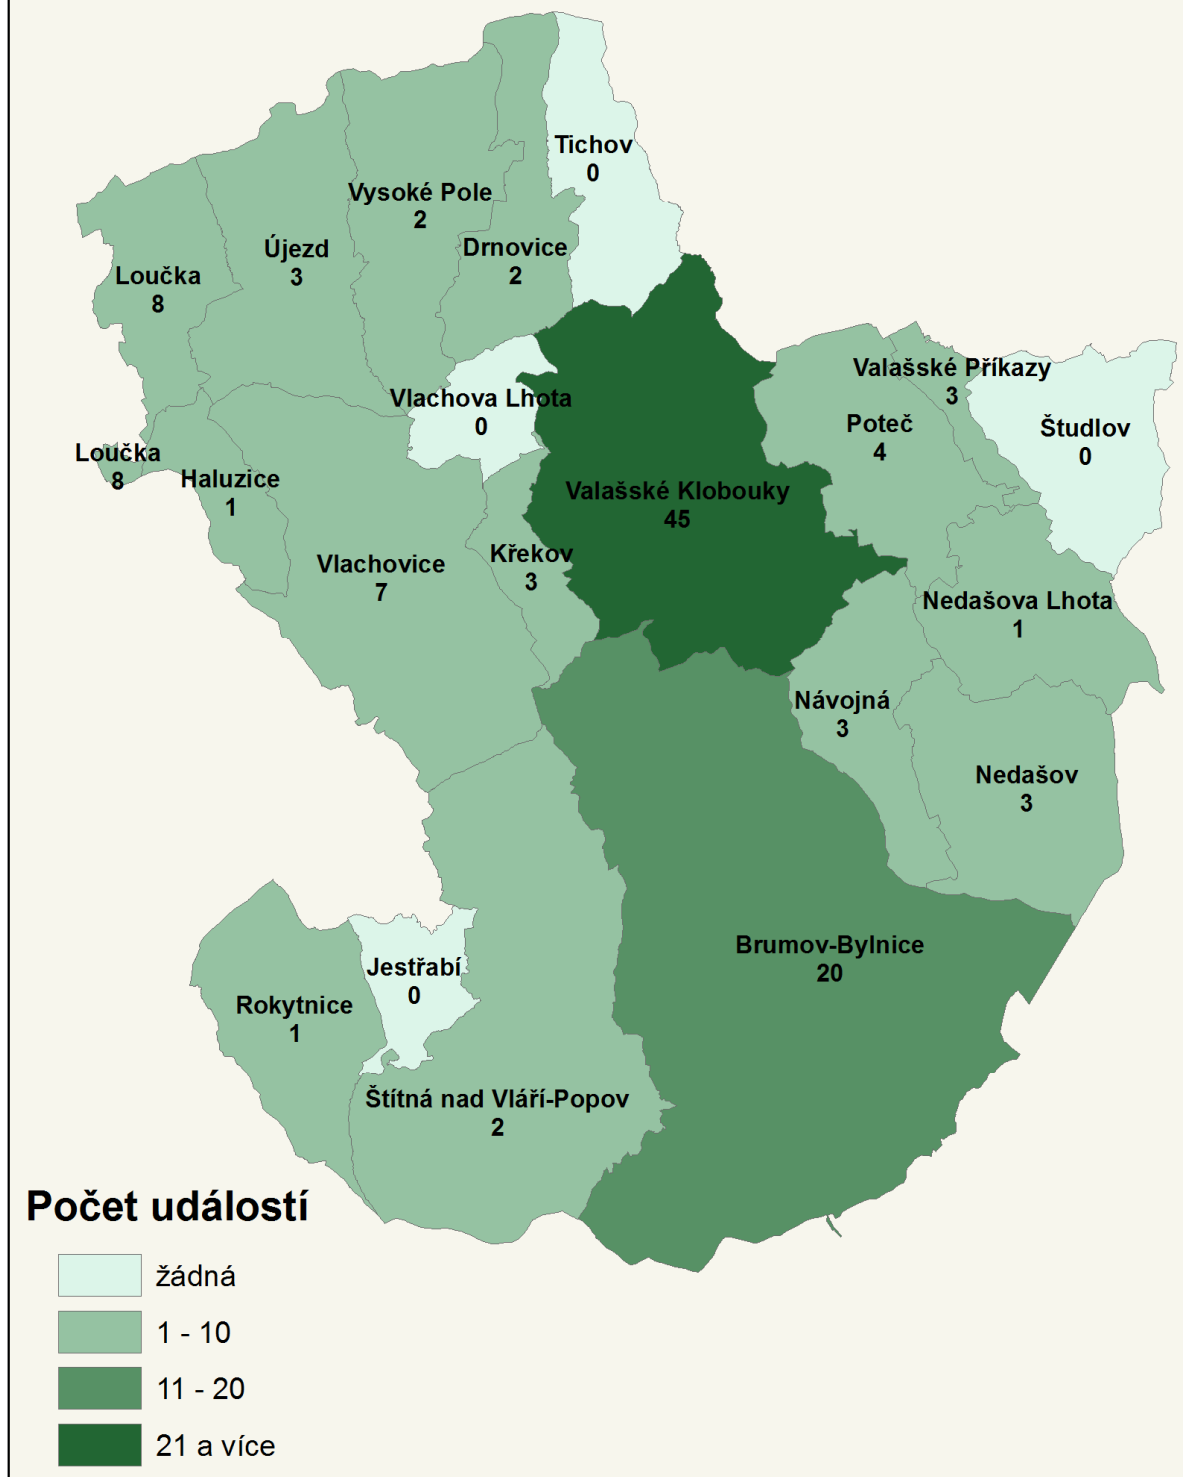 Tichov
0
Vysoké Pole
2
Drnovice
2
Újezd
3
Loučka
8
Valašské Příkazy
3
Vlachova Lhota
0
Poteč
4
Študlov
0
Loučka
8
Haluzice
1
Valašské Klobouky
45
Křekov
3
Vlachovice
7
Nedašova Lhota
1
Návojná
3
Nedašov
3
Brumov-Bylnice
20
Jestřabí
0
Rokytnice
1
Štítná nad Vláří-Popov
2
Počet událostí
žádná
1 - 10
11 - 20
21 a více